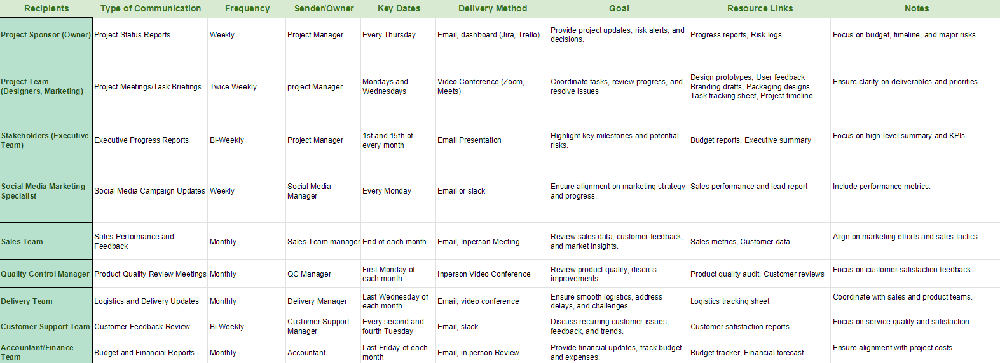 Recipients Type of Communication Frequency Sender/Owner Key Dates Delivery Method Goal Resource Links Notes
Project Sponsor (Owner) Project Status Reports Weekly Project Manager Every Thursday Email, dashboard (Jira, Trello) Provide project updates, risk alerts, and
decisions. Progress reports, Risk logs Focus on budget, timeline, and major risks.
Project Team
(Designers, Marketing) Project Meetings/Task Briefings Twice Weekly project Manager Mondays and
Wednesdays Video Conference (Zoom,
Meets) Coordinate tasks, review progress, and
resolve issues Design prototypes, User feedback
Branding drafts, Packaging designs
Task tracking sheet, Project timeline Ensure clarity on deliverables and priorities.
Stakeholders (Executive
Team) Executive Progress Reports Bi-Weekly Project Manager 1st and 15th of
every month Email Presentation Highlight key milestones and potential
risks. Budget reports, Executive summary Focus on high-level summary and KPIs.
Social Media Marketing
Specialist Social Media Campaign Updates Weekly Social Media
Manager Every Monday Email or slack Ensure alignment on marketing strategy
and progress. Sales performance and lead report Include performance metrics.
Sales Team Sales Performance and
Feedback Monthly Sales Team manager End of each month Email, Inperson Meeting Review sales data, customer feedback,
and market insights. Sales metrics, Customer data Align on marketing efforts and sales tactics.
Quality Control Manager Product Quality Review Meetings Monthly QC Manager First Monday of
each month Inperson Video Conference Review product quality, discuss
improvements Product quality audit, Customer reviews Focus on customer satisfaction feedback.
Delivery Team Logistics and Delivery Updates Monthly Delivery Manager Last Wednesday of
each month Email, video conference Ensure smooth logistics, address
delays, and challenges. Logistics tracking sheet Coordinate with sales and product teams.
Customer Support Team Customer Feedback Review Bi-Weekly Customer Support
Manager Every second and
fourth Tuesday Email, slack Discuss recurring customer issues,
feedback, and trends. Customer satisfaction reports Focus on service quality and satisfaction.
Accountant/Finance
Team Budget and Financial Reports Monthly Accountant Last Friday of each
month Email, in person Review Provide financial updates, track budget
and expenses. Budget tracker, Financial forecast Ensure alignment with project costs.